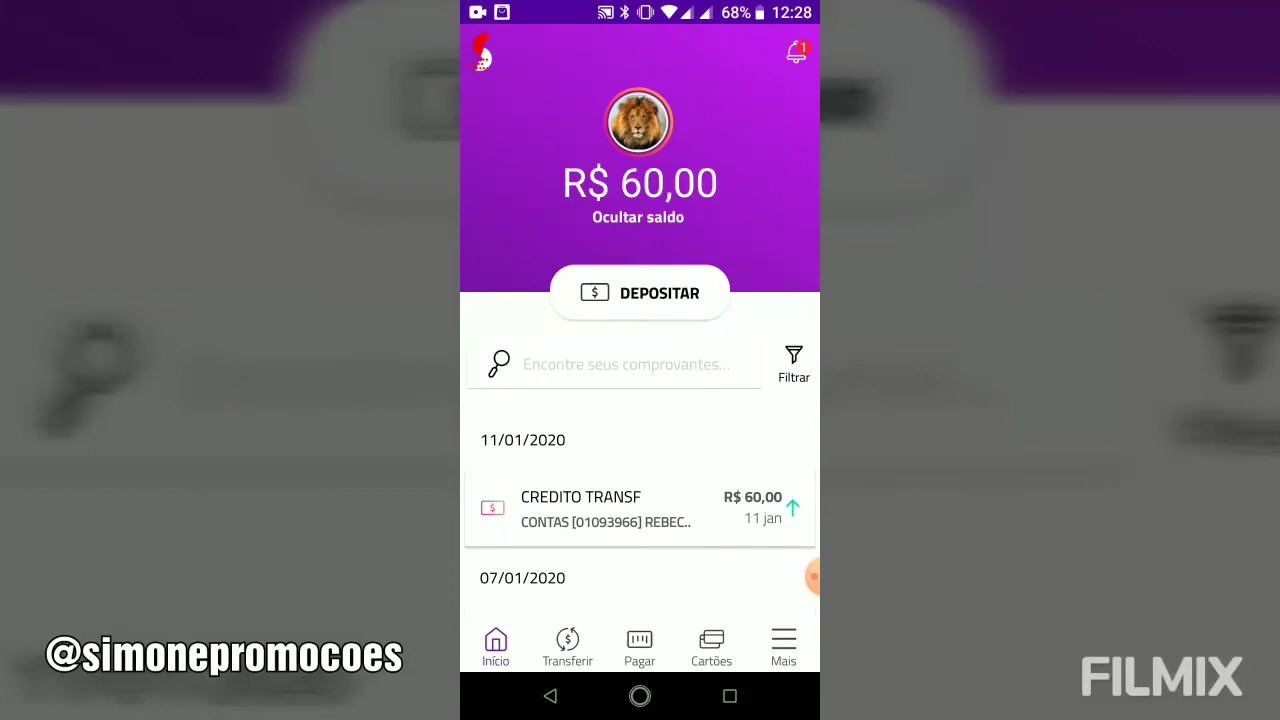 68% 12:28
1
R$ 60,00
Ocultar saldo
$ DEPOSITAR
Encontre seus comprovantes...
Filtrar
11/01/2020
CREDITO TRANSF R$ 60,00
$
CONTAS [01093966] REBEC.. 11 jan
07/01/2020
$
Início Transferir Pagar Cartões Mais
@simonepromocoes
FILMIX